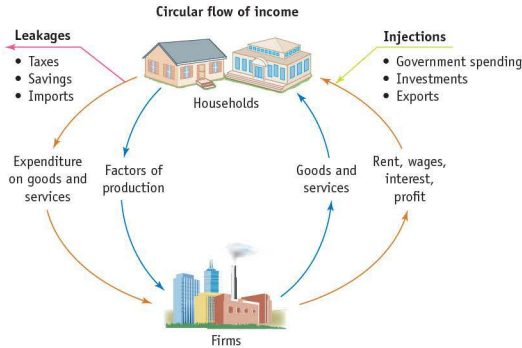 Circular flow of income
Leakages
• Taxes
• Savings
• Imports
Injections
• Government spending
• Investments
• Exports
Households
Expenditure
on goods and
services
Factors of
production
Goods and
services
Rent, wages,
interest,
profit
Firms